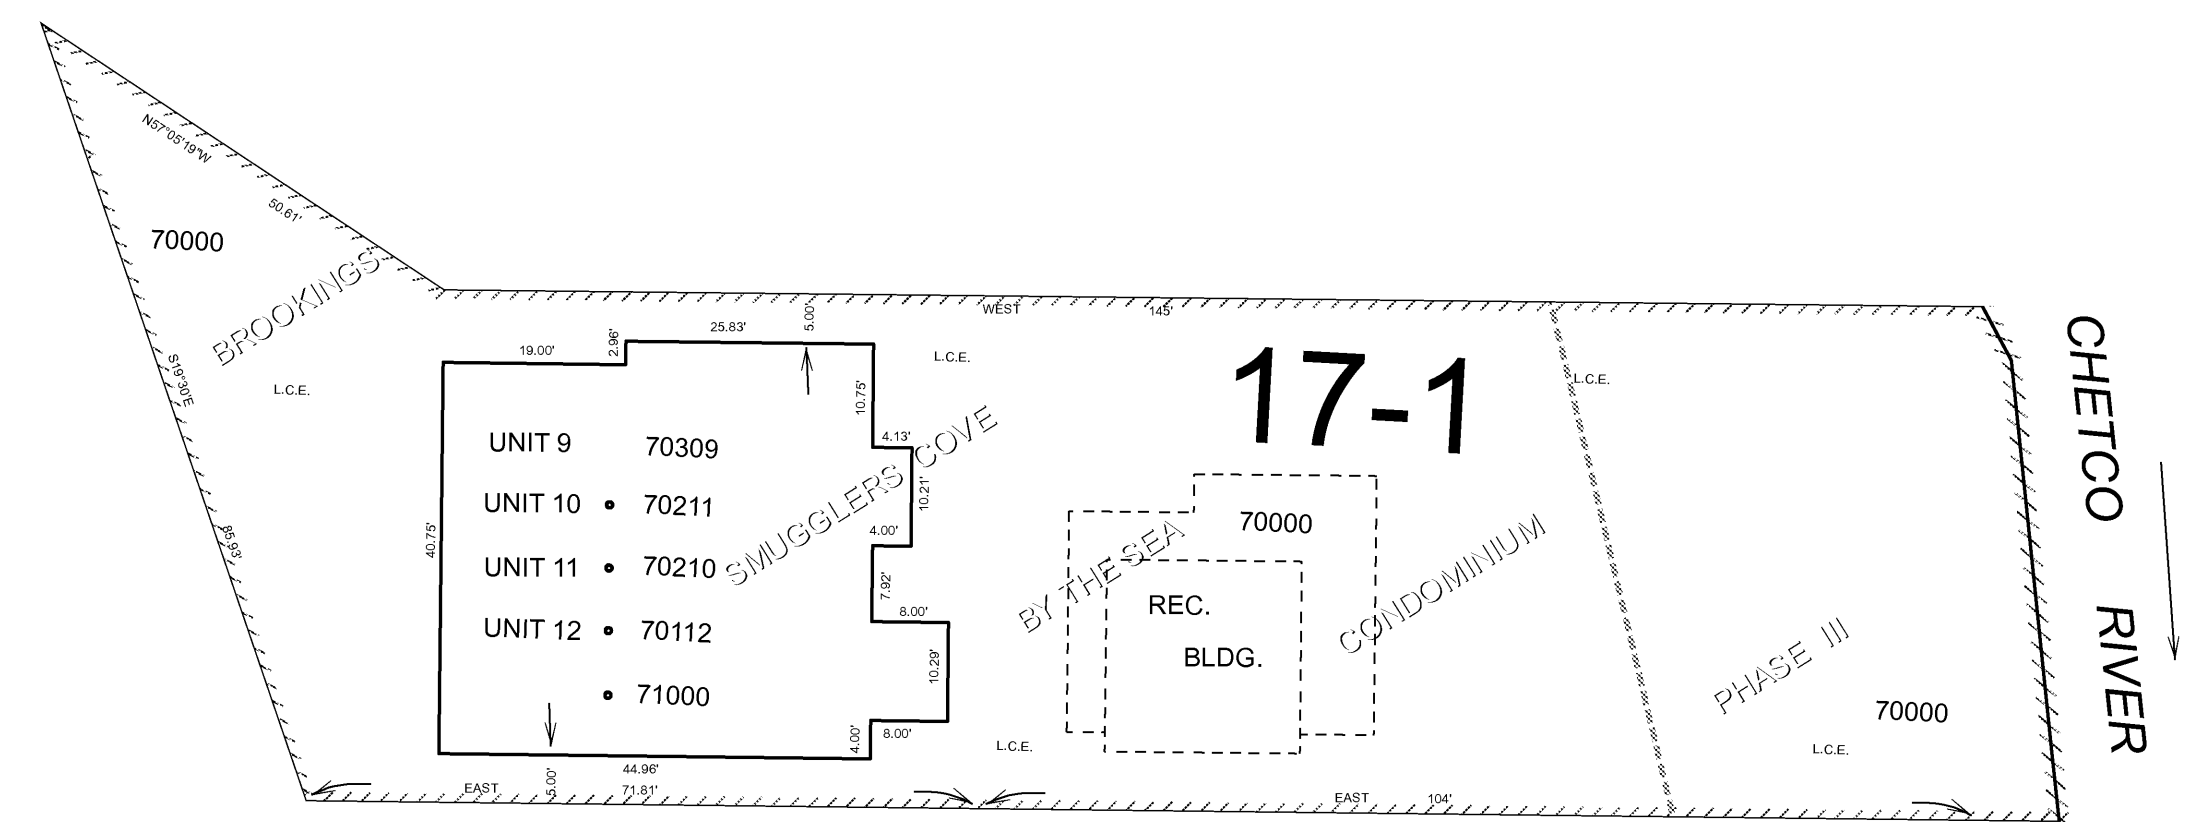 N57°05'19"W
50.61'
70000
BROOKINGS
S19°30'E
L.C.E.
85.93'
WEST
145'
19.00'
2.96'
25.83'
5.00'
L.C.E.
10.75'
4.13'
10.21'
4.00'
7.92'
8.00'
10.29'
8.00'
4.00'
40.75'
UNIT 9 70309
UNIT 10 70211
UNIT 11 70210
UNIT 12 70112
71000
44.96'
5.00'
EAST
71.81'
SMUGGLERS COVE
BY THE SEA
CONDOMINIUM
PHASE III
17-1
70000
REC.
BLDG.
L.C.E.
L.C.E.
70000
L.C.E.
EAST
104'
CHETCO RIVER